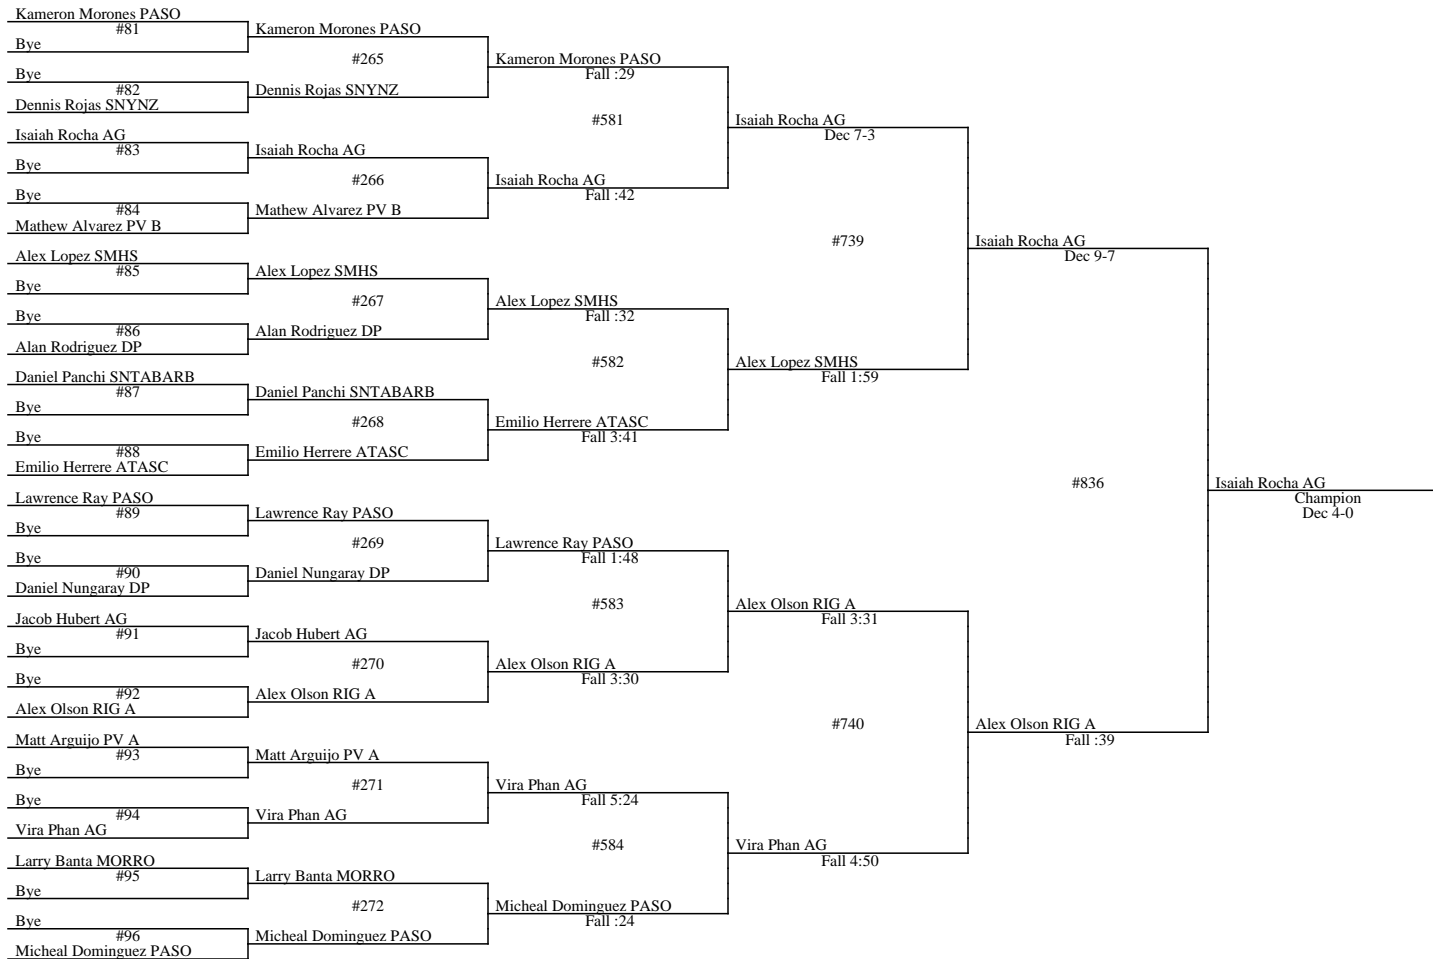 Kameron Morones PASO
#81
Bye
Bye
#82
Dennis Rojas SNYNZ
Isaiah Rocha AG
#83
Bye
Bye
#84
Mathew Alvarez PV B
Alex Lopez SMHS
#85
Bye
Bye
#86
Alan Rodriguez DP
Daniel Panchi SNTABARB
#87
Bye
Bye
#88
Emilio Herrere ATASC
Lawrence Ray PASO
#89
Bye
Bye
#90
Daniel Nungaray DP
Jacob Hubert AG
#91
Bye
Bye
#92
Alex Olson RIG A
Matt Arguijo PV A
#93
Bye
Bye
#94
Vira Phan AG
Larry Banta MORRO
#95
Bye
Bye
#96
Micheal Dominguez PASO
Kameron Morones PASO
#265
Dennis Rojas SNYNZ
Isaiah Rocha AG
#266
Mathew Alvarez PV B
Alex Lopez SMHS
#267
Alan Rodriguez DP
Daniel Panchi SNTABARB
#268
Emilio Herrere ATASC
Lawrence Ray PASO
#269
Daniel Nungaray DP
Jacob Hubert AG
#270
Alex Olson RIG A
Matt Arguijo PV A
#271
Vira Phan AG
Larry Banta MORRO
#272
Micheal Dominguez PASO
Kameron Morones PASO
Fall :29
#581
Isaiah Rocha AG
Fall :42
Alex Lopez SMHS
Fall :32
#582
Emilio Herrere ATASC
Fall 3:41
Lawrence Ray PASO
Fall 1:48
#583
Alex Olson RIG A
Fall 3:30
Vira Phan AG
Fall 5:24
#584
Micheal Dominguez PASO
Fall :24
Isaiah Rocha AG
Dec 7-3
#739
Alex Lopez SMHS
Fall 1:59
Alex Olson RIG A
Fall 3:31
#740
Vira Phan AG
Fall 4:50
Isaiah Rocha AG
Dec 9-7
#836
Alex Olson RIG A
Fall :39
Isaiah Rocha AG
Champion
Dec 4-0